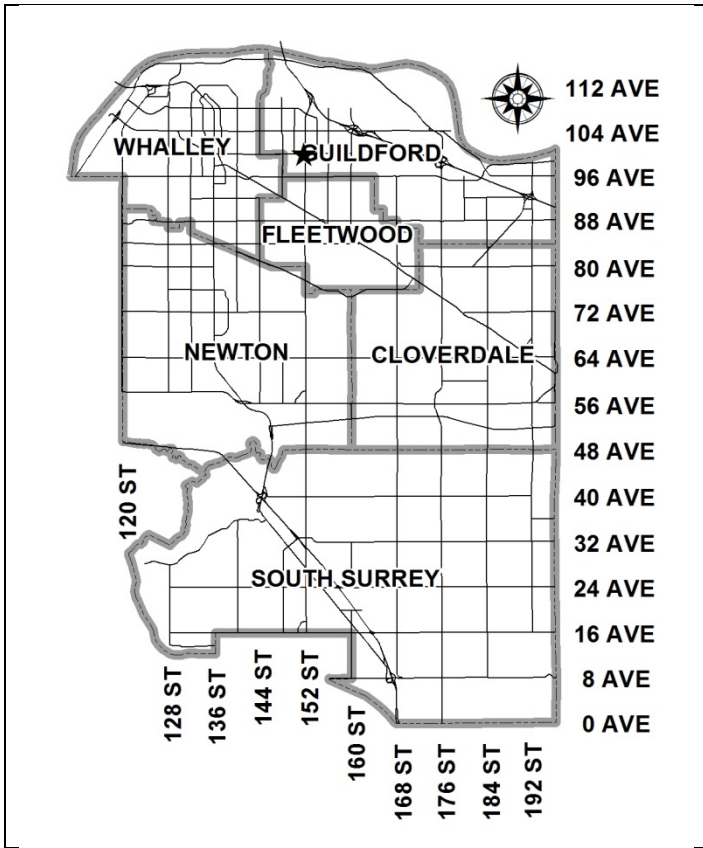 112 AVE
104 AVE
WHALLEY
GUILDFORD
96 AVE
88 AVE
FLEETWOOD
80 AVE
72 AVE
NEWTON
CLOVERDALE
64 AVE
56 AVE
48 AVE
120 ST
40 AVE
32 AVE
SOUTH SURREY
24 AVE
16 AVE
8 AVE
0 AVE
128 ST
136 ST
144 ST
152 ST
160 ST
168 ST
176 ST
184 ST
192 ST